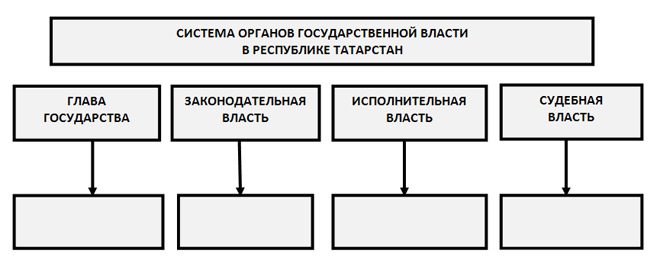 СИСТЕМА ОРГАНОВ ГОСУДАРСТВЕННОЙ ВЛАСТИ
В РЕСПУБЛИКЕ ТАТАРСТАН
ГЛАВА
ГОСУДАРСТВА
ЗАКОНОДАТЕЛЬНАЯ
ВЛАСТЬ
ИСПОЛНИТЕЛЬНАЯ
ВЛАСТЬ
СУДЕБНАЯ
ВЛАСТЬ